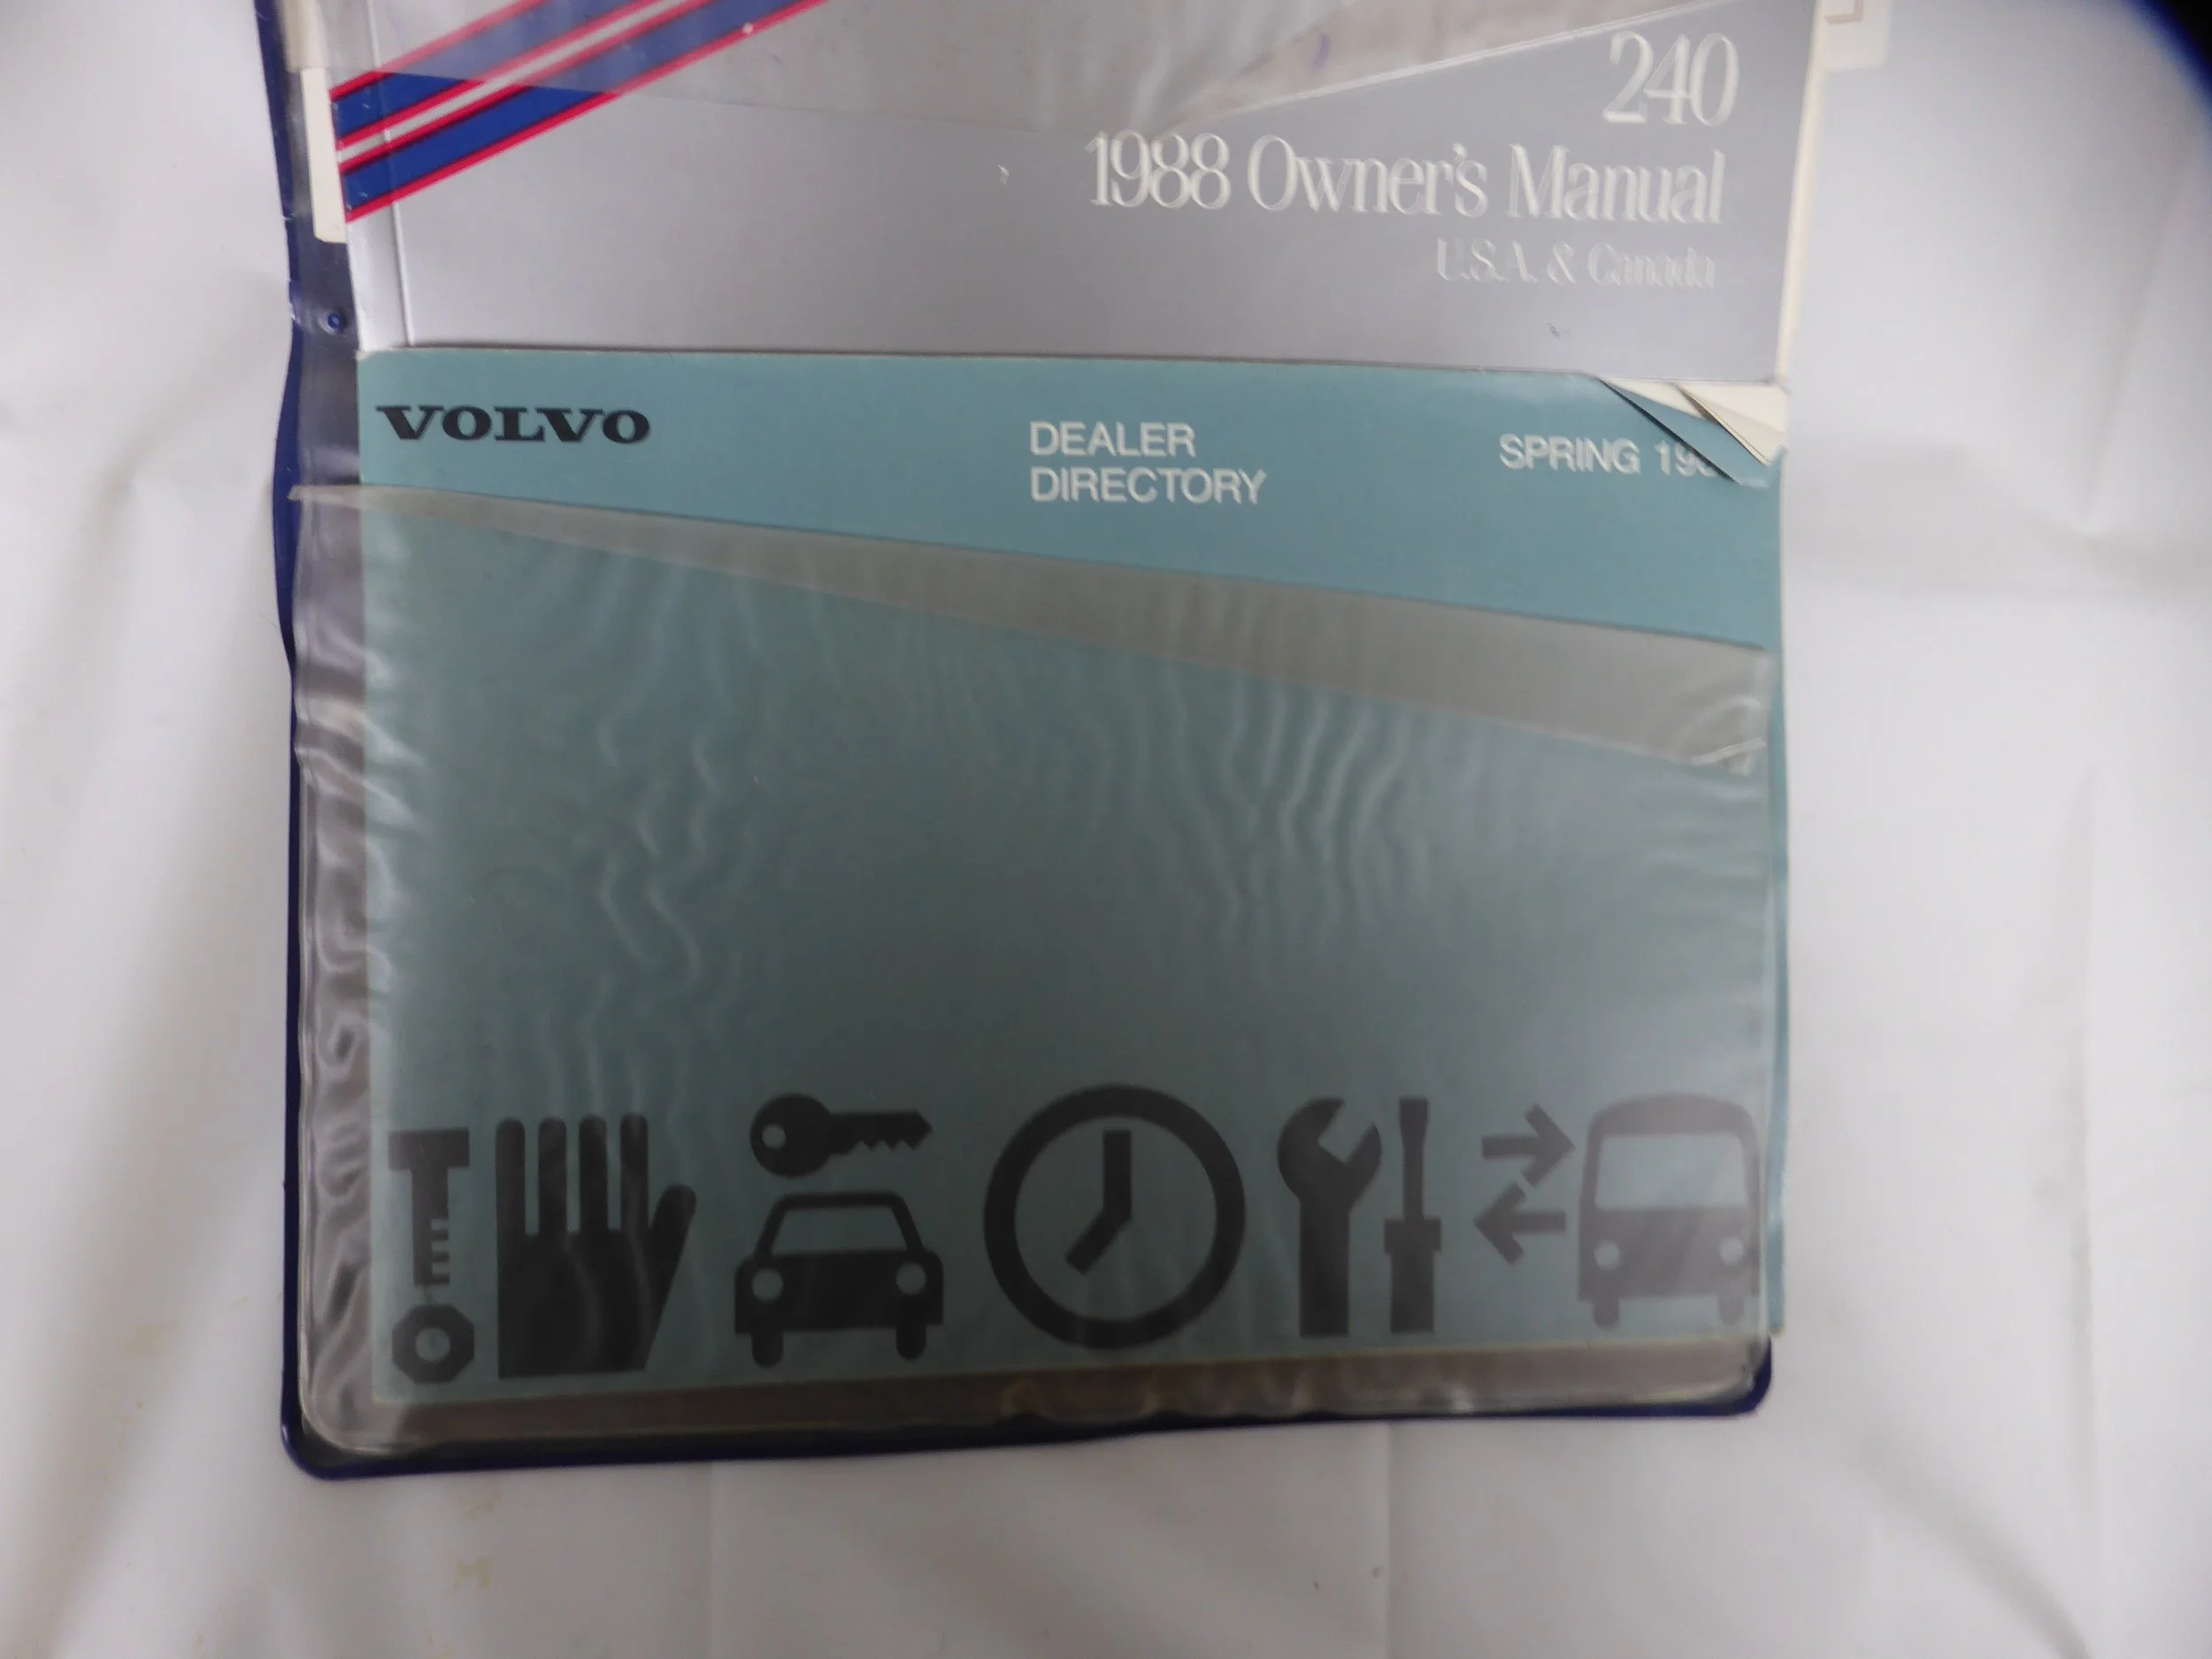 240
1988 Owner's Manual
U.S.A. & Canada
VOLVO
DEALER
DIRECTORY
SPRING